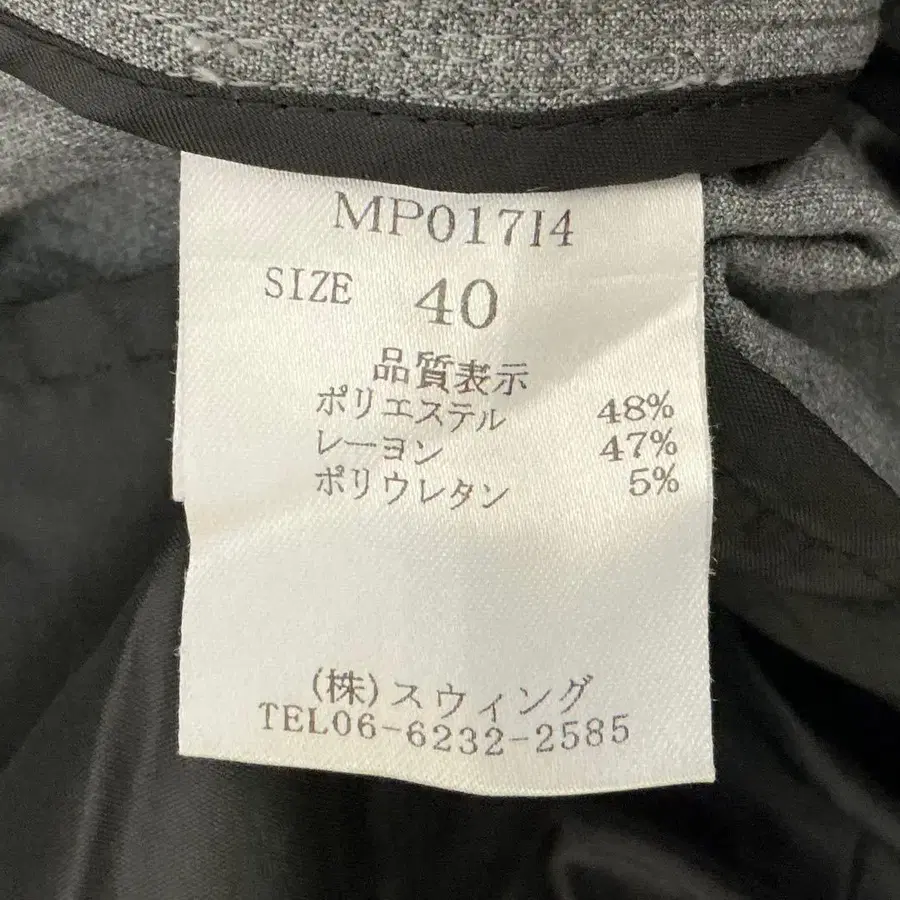 MP01714
SIZE 40
品質表示
ポリエステル 48%
レーヨン 47%
ポリウレタン 5%
(株)スウィング
TEL06-6232-2585